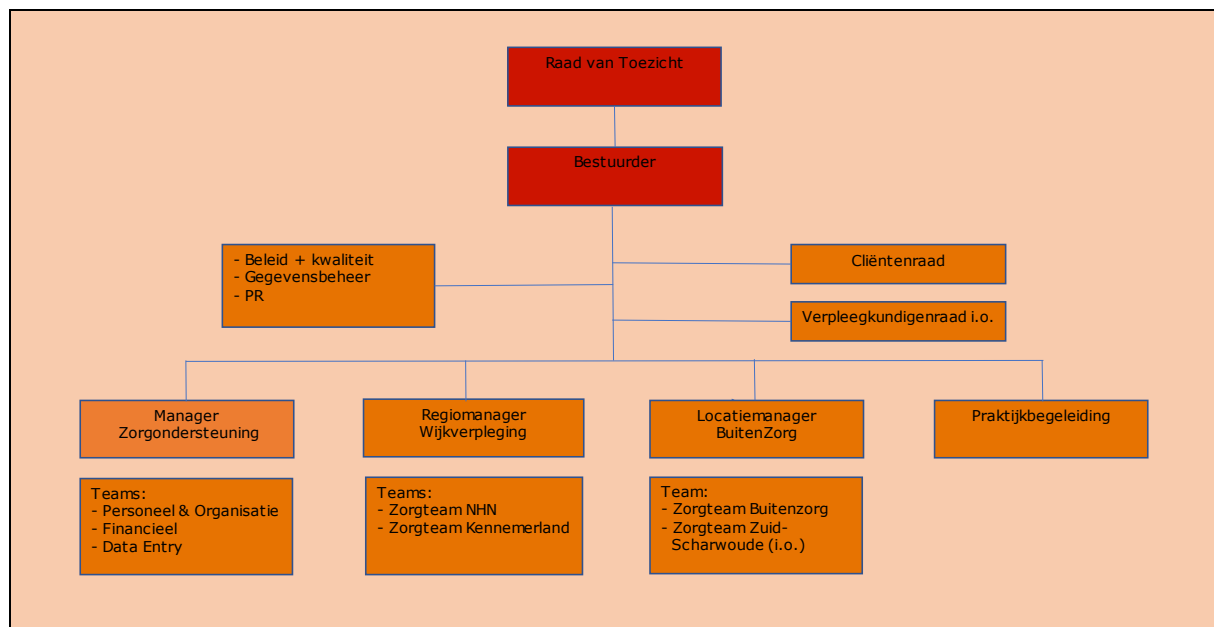 Raad van Toezicht
Bestuurder
- Beleid + kwaliteit
- Gegevensbeheer
- PR
Cliëntenraad
Verpleegkundigenraad i.o.
Manager
Zorgondersteuning
Regiomanager
Wijkverpleging
Locatiemanager
BuitenZorg
Praktijkbegeleiding
Teams:
- Personeel & Organisatie
- Financieel
- Data Entry
Teams:
- Zorgteam NHN
- Zorgteam Kennemerland
Team:
- Zorgteam Buitenzorg
- Zorgteam Zuid-
Scharwoude (i.o.)